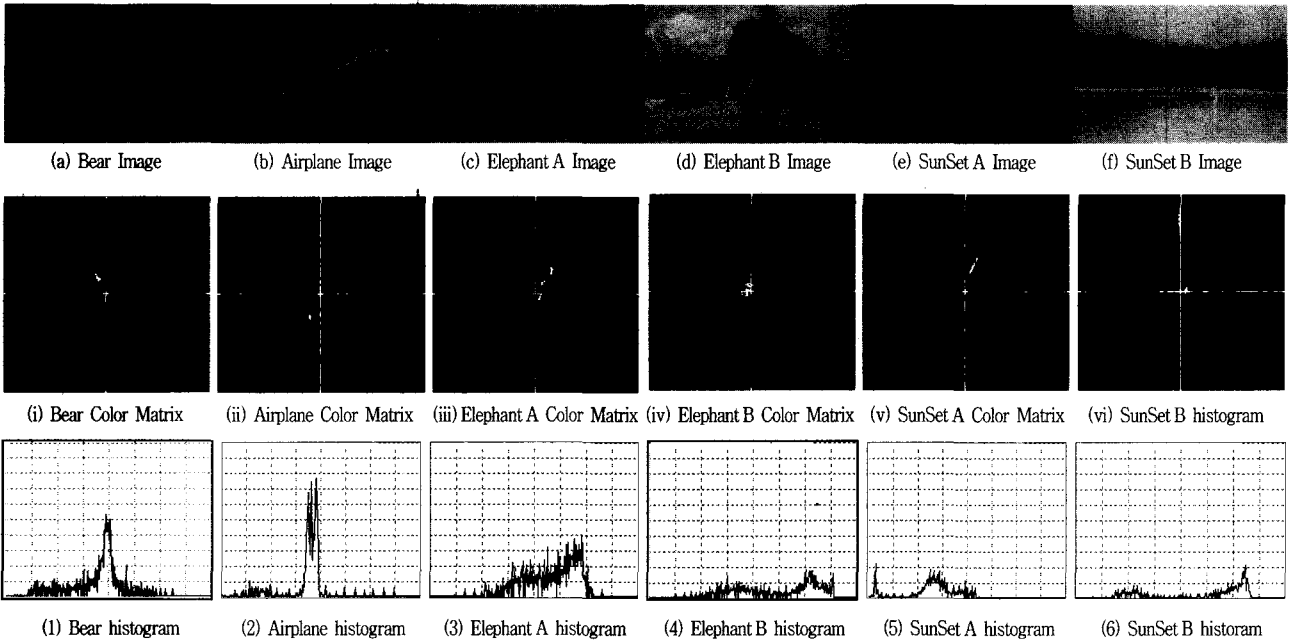 (a) Bear Image
(b) Airplane Image
(c) Elephant A Image
(d) Elephant B Image
(e) SunSet A Image
(f) SunSet B Image
(i) Bear Color Matrix
(ii) Airplane Color Matrix
(iii) Elephant A Color Matrix
(iv) Elephant B Color Matrix
(v) SunSet A Color Matrix
(vi) SunSet B histogram
(1) Bear histogram
(2) Airplane histogram
(3) Elephant A histogram
(4) Elephant B histogram
(5) SunSet A histogram
(6) SunSet B historam